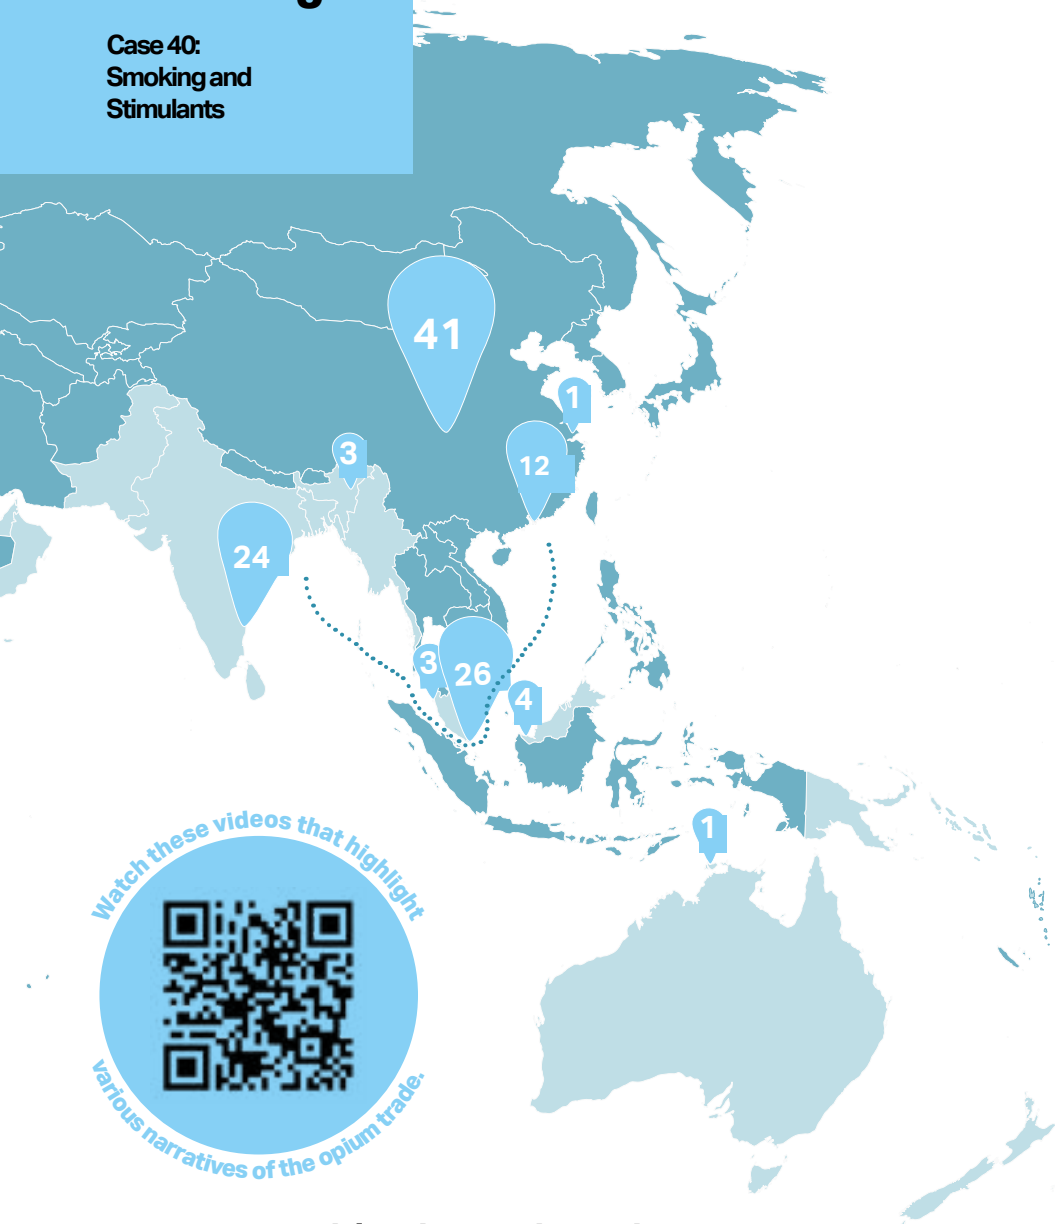 Case 40:
Smoking and
Stimulants
41
1
3
12
24
3
26
4
1
Watch these videos that highlight
various narratives of the opium trade.